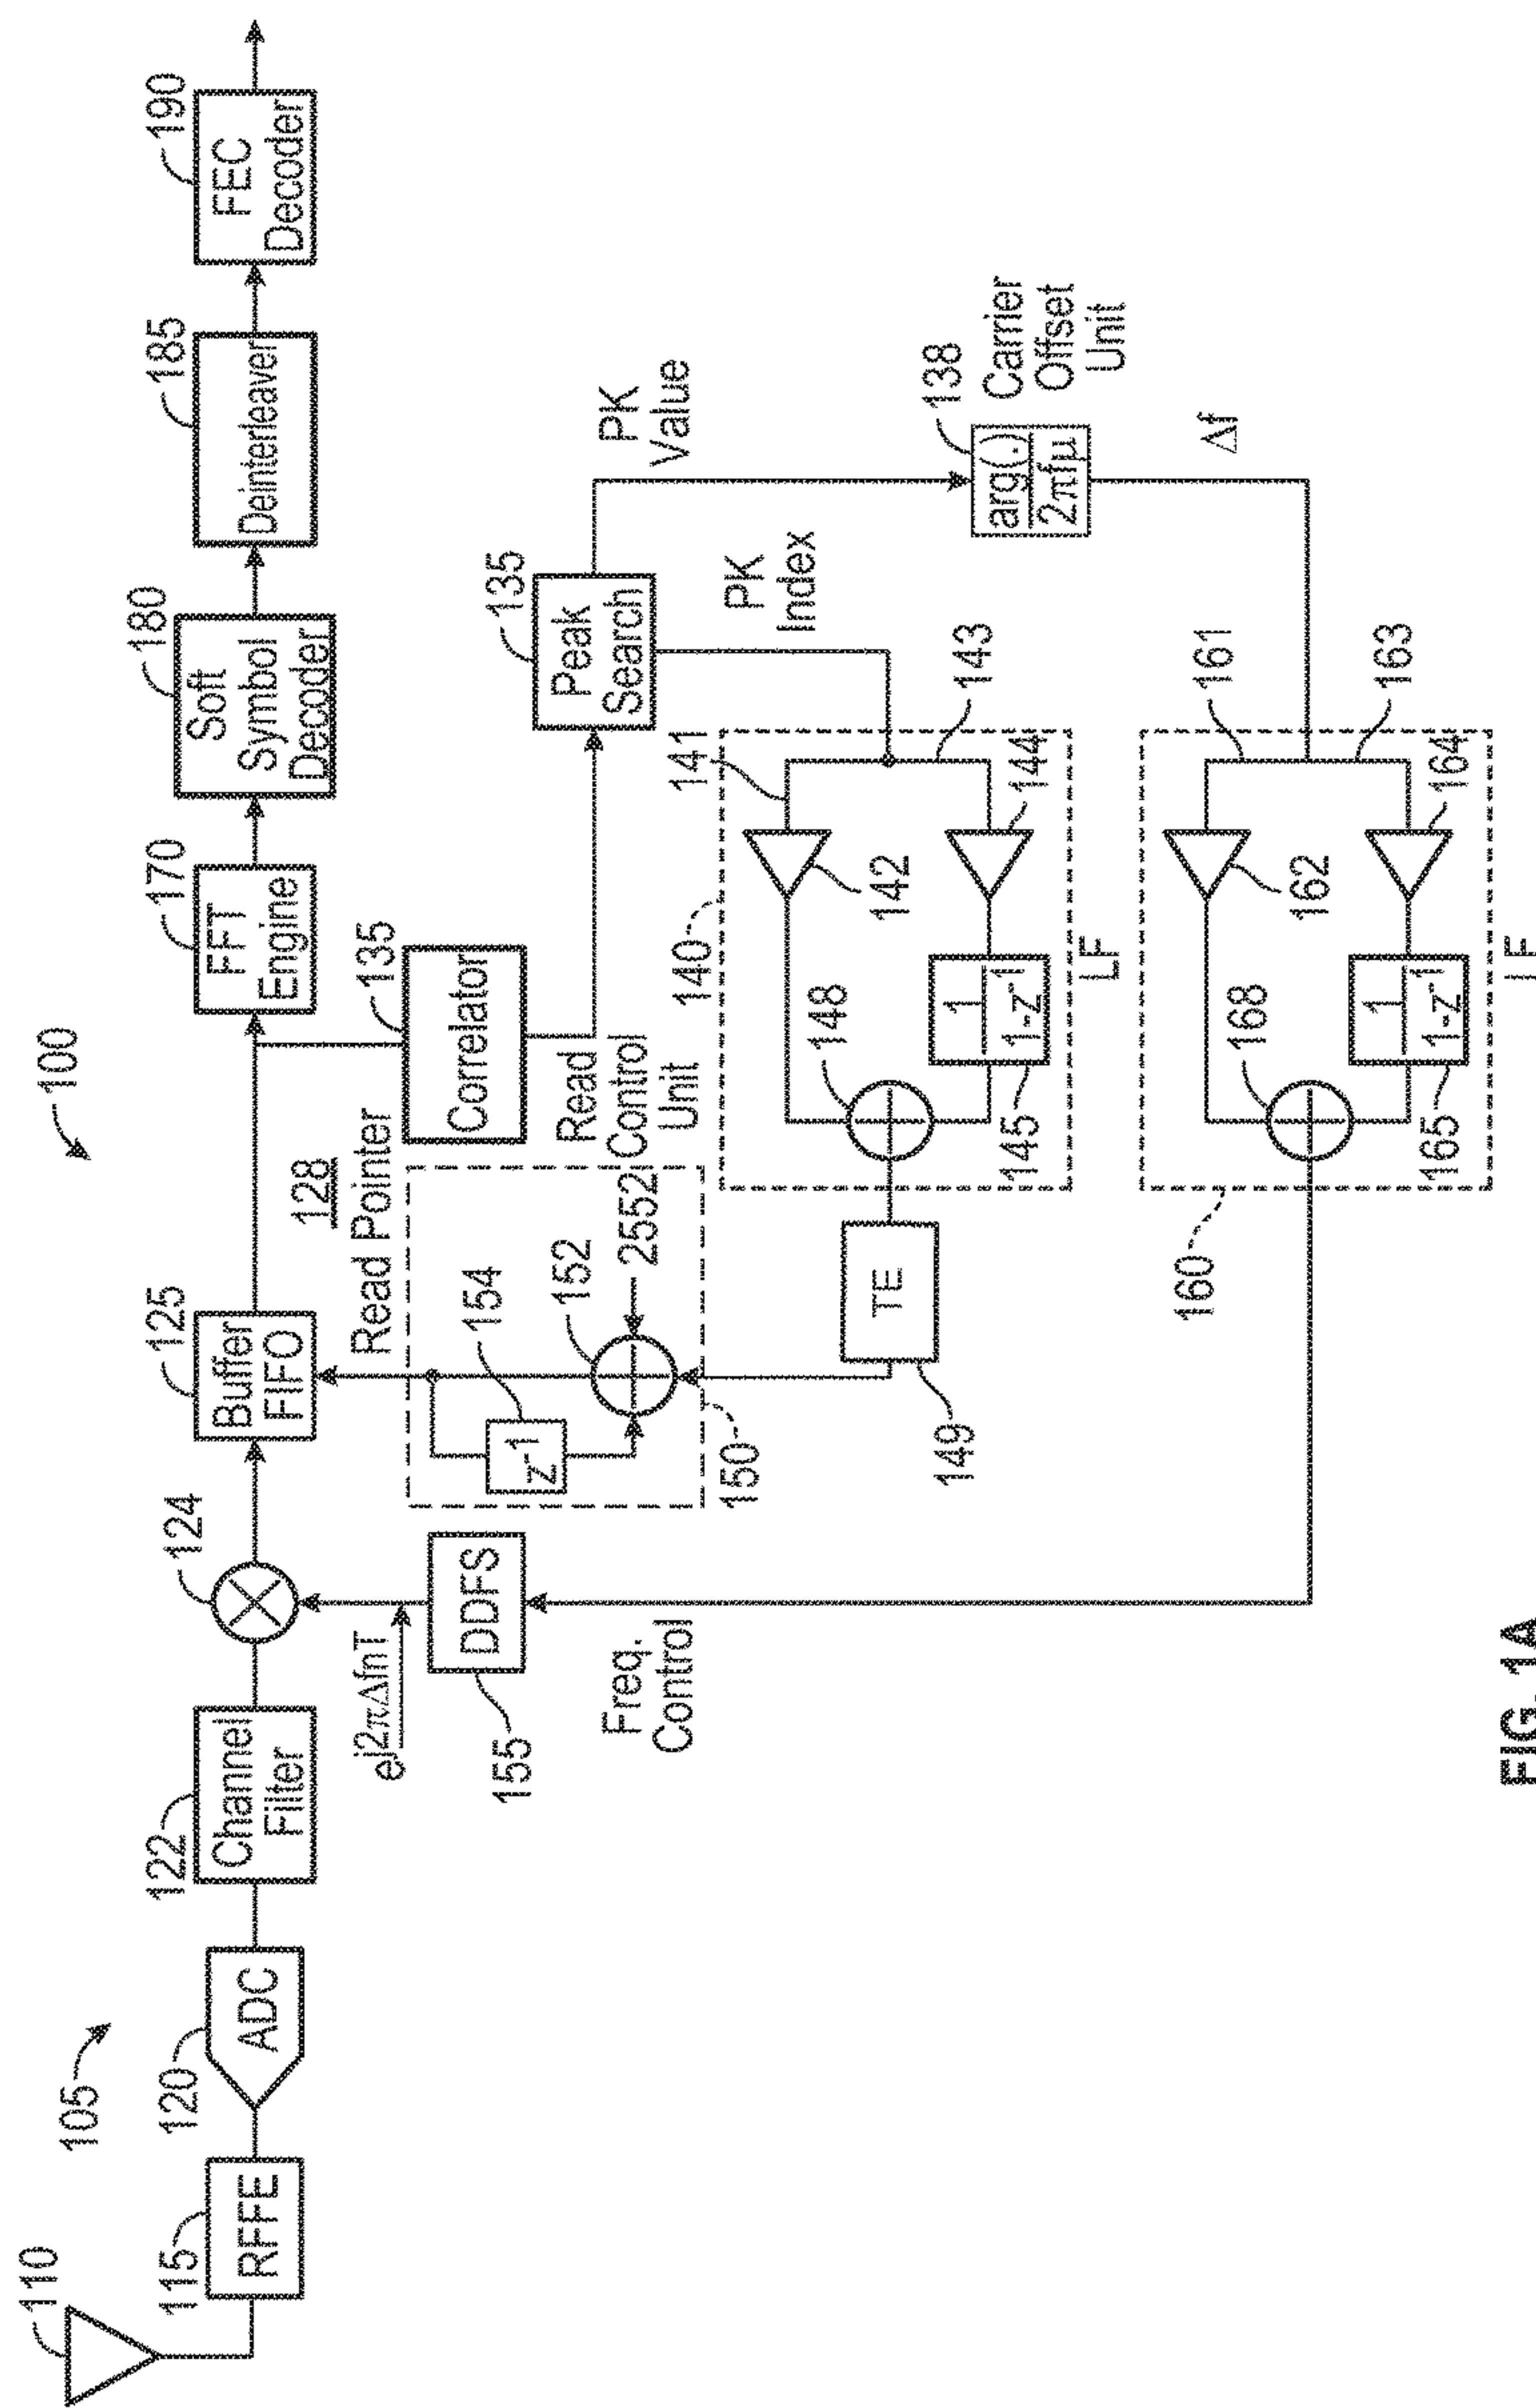 100
105
110
115
RFFE
120
ADC
122
Channel
Filter
124
125
Buffer
FIFO
170
FFT
Engine
180
Soft
Symbol
Decoder
185
Deinterleaver
190
FEC
Decoder
128
Read Pointer
135
Correlator
135
Peak
Search
PK
Value
PK
Index
138
Carrier
Offset
Unit
arg(.)
2πfμ
Δf
e^j2πΔfnT
DDFS
155
Freq.
Control
Read
Control
Unit
154
z⁻¹
152
2552
150
TE
149
140
141
142
143
144
1
1-z⁻¹
145
148
LF
160
161
162
163
164
1
1-z⁻¹
165
168
LF
FIG. 1A